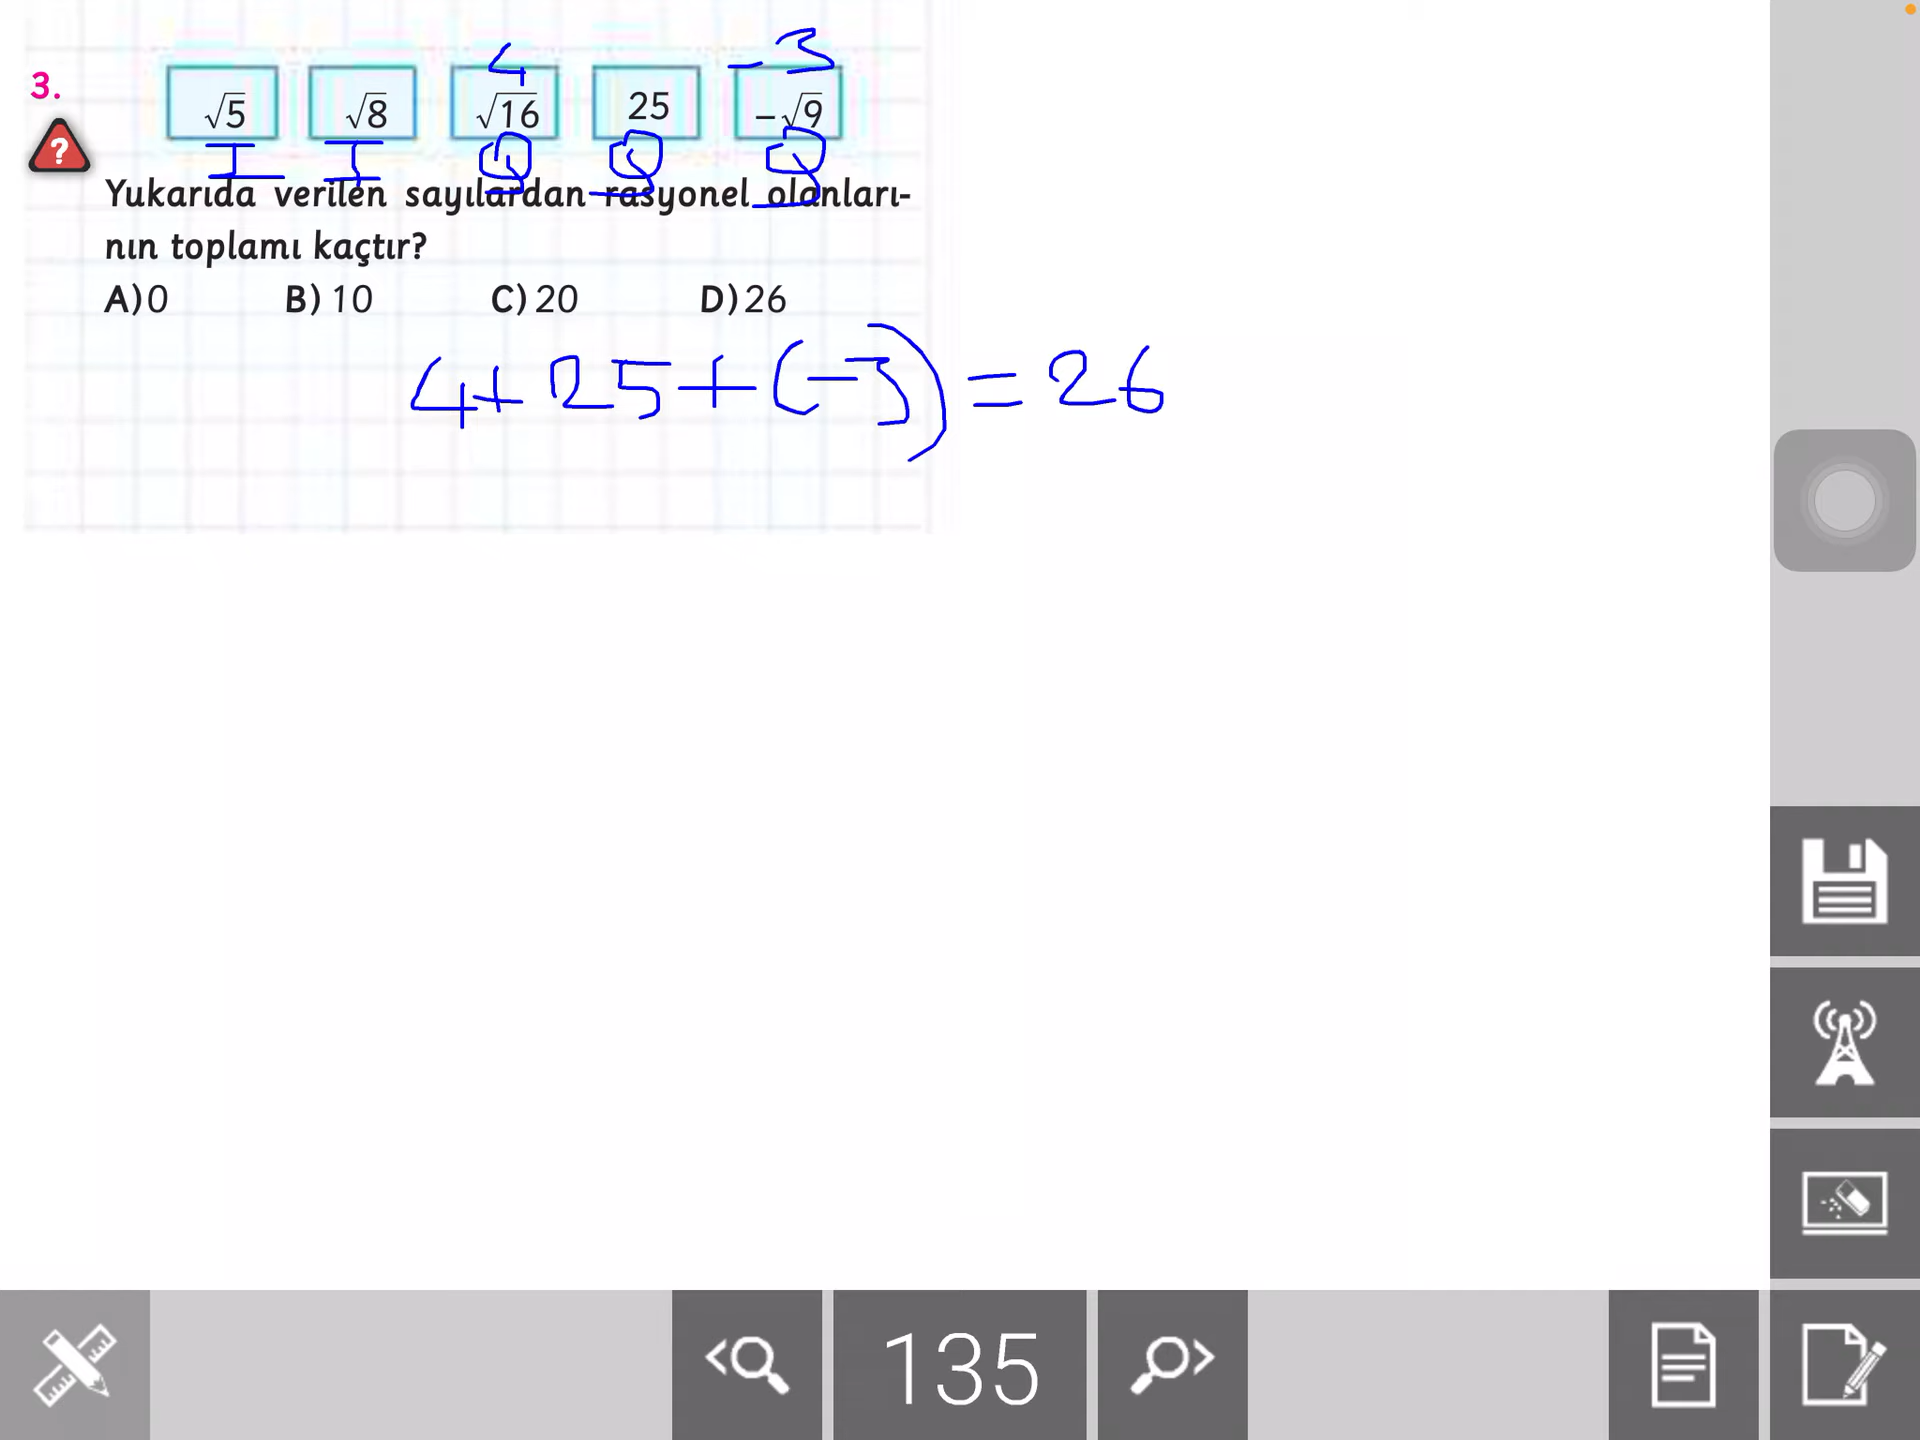 4 -3
3. √5 √8 √16 25 -√9
I I Q Q Q
?
Yukarıda verilen sayılardan rasyonel olanları-
nın toplamı kaçtır?
A) 0 B) 10 C) 20 D) 26
4+25+(-3)=26
135